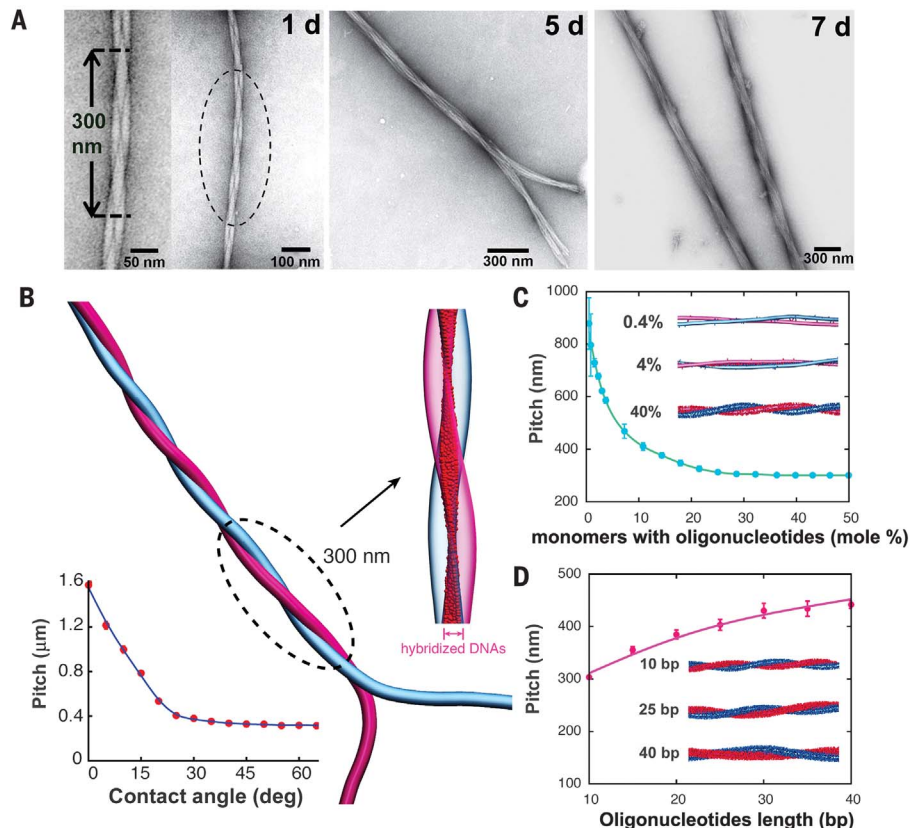 A
1 d
5 d
7 d
300
nm
50 nm
100 nm
300 nm
300 nm
B
300 nm
hybridized DNAs
1.6
1.2
0.8
0.4
0
Pitch (μm)
0 15 30 45 60
Contact angle (deg)
C
1000
800
600
400
200
Pitch (nm)
0.4%
4%
40%
0 10 20 30 40 50
monomers with oligonucleotides (mole %)
D
500
400
300
200
100
Pitch (nm)
10 bp
25 bp
40 bp
10 20 30 40
Oligonucleotides length (bp)